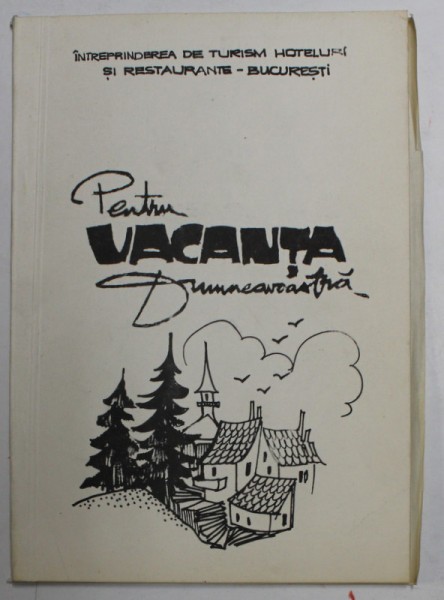 ÎNTREPRINDEREA DE TURISM HOTELURI
ȘI RESTAURANTE - BUCUREȘTI
Pentru
VACANȚA
Dumneavoastră